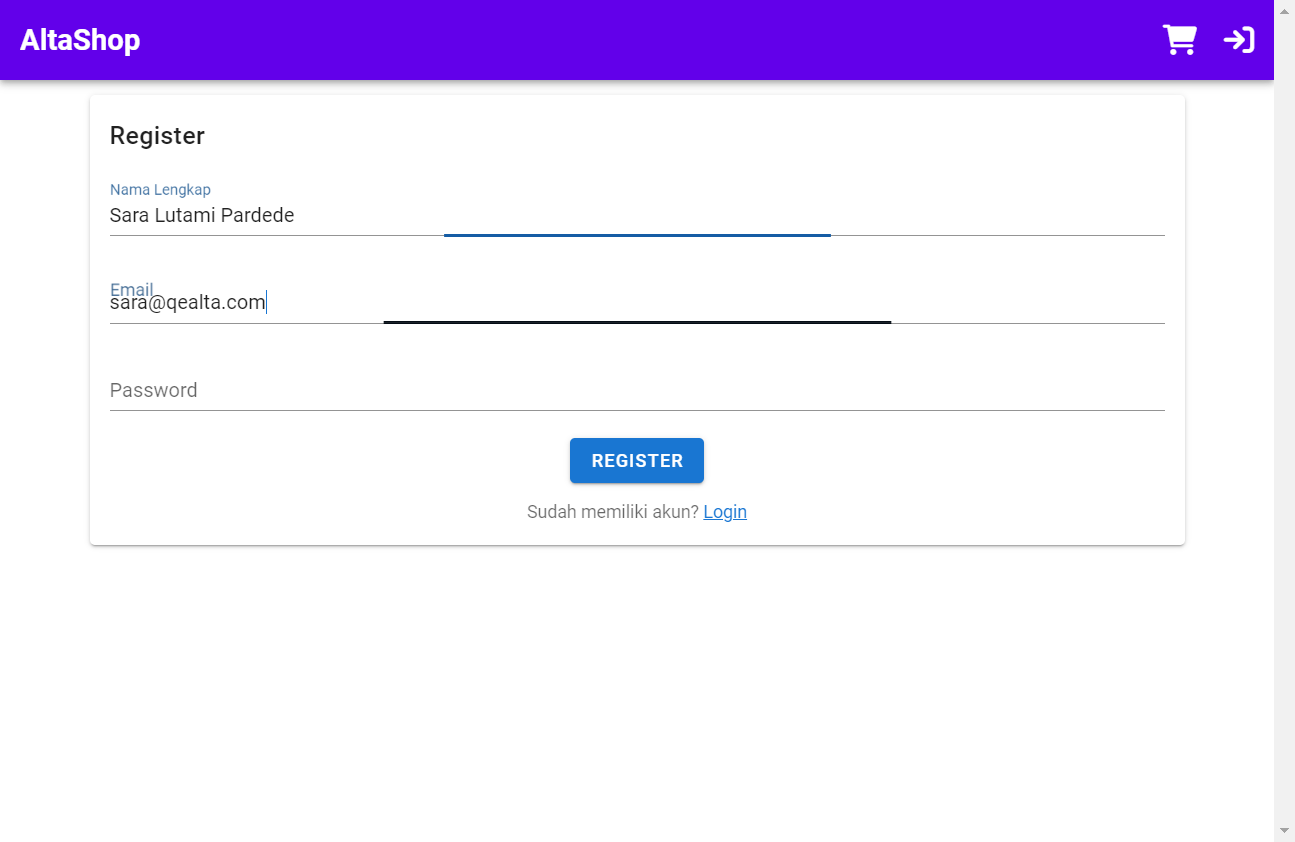 AltaShop
Register
Nama Lengkap
Sara Lutami Pardede
Email
sara@qealta.com
Password
REGISTER
Sudah memiliki akun? Login